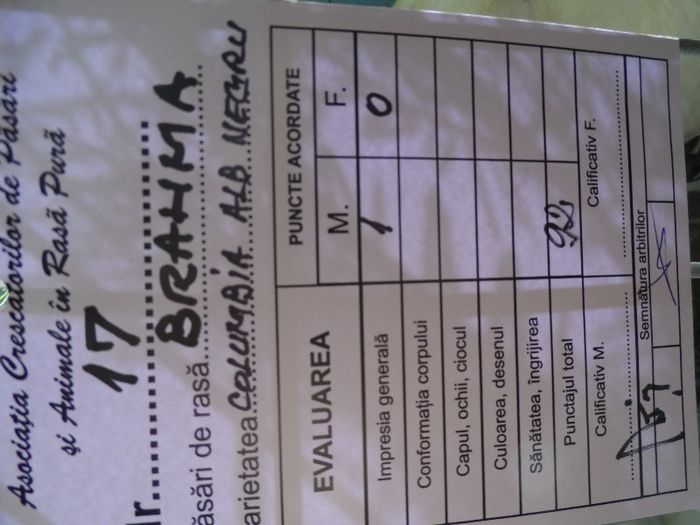 Asociația Crescătorilor de Păsări
și Animale în Rasă Pură
Nr. 17
ăsări de rasă BRAHMA
arietatea COLUMBIA ALB NEGRU
EVALUAREA PUNCTE ACORDATE
M. F.
Impresia generală 1 0
Conformația corpului
Capul, ochii, ciocul
Culoarea, desenul
Sănătatea, îngrijirea
Punctajul total 92
Calificativ M. Calificativ F.
Semnătura arbitrilor